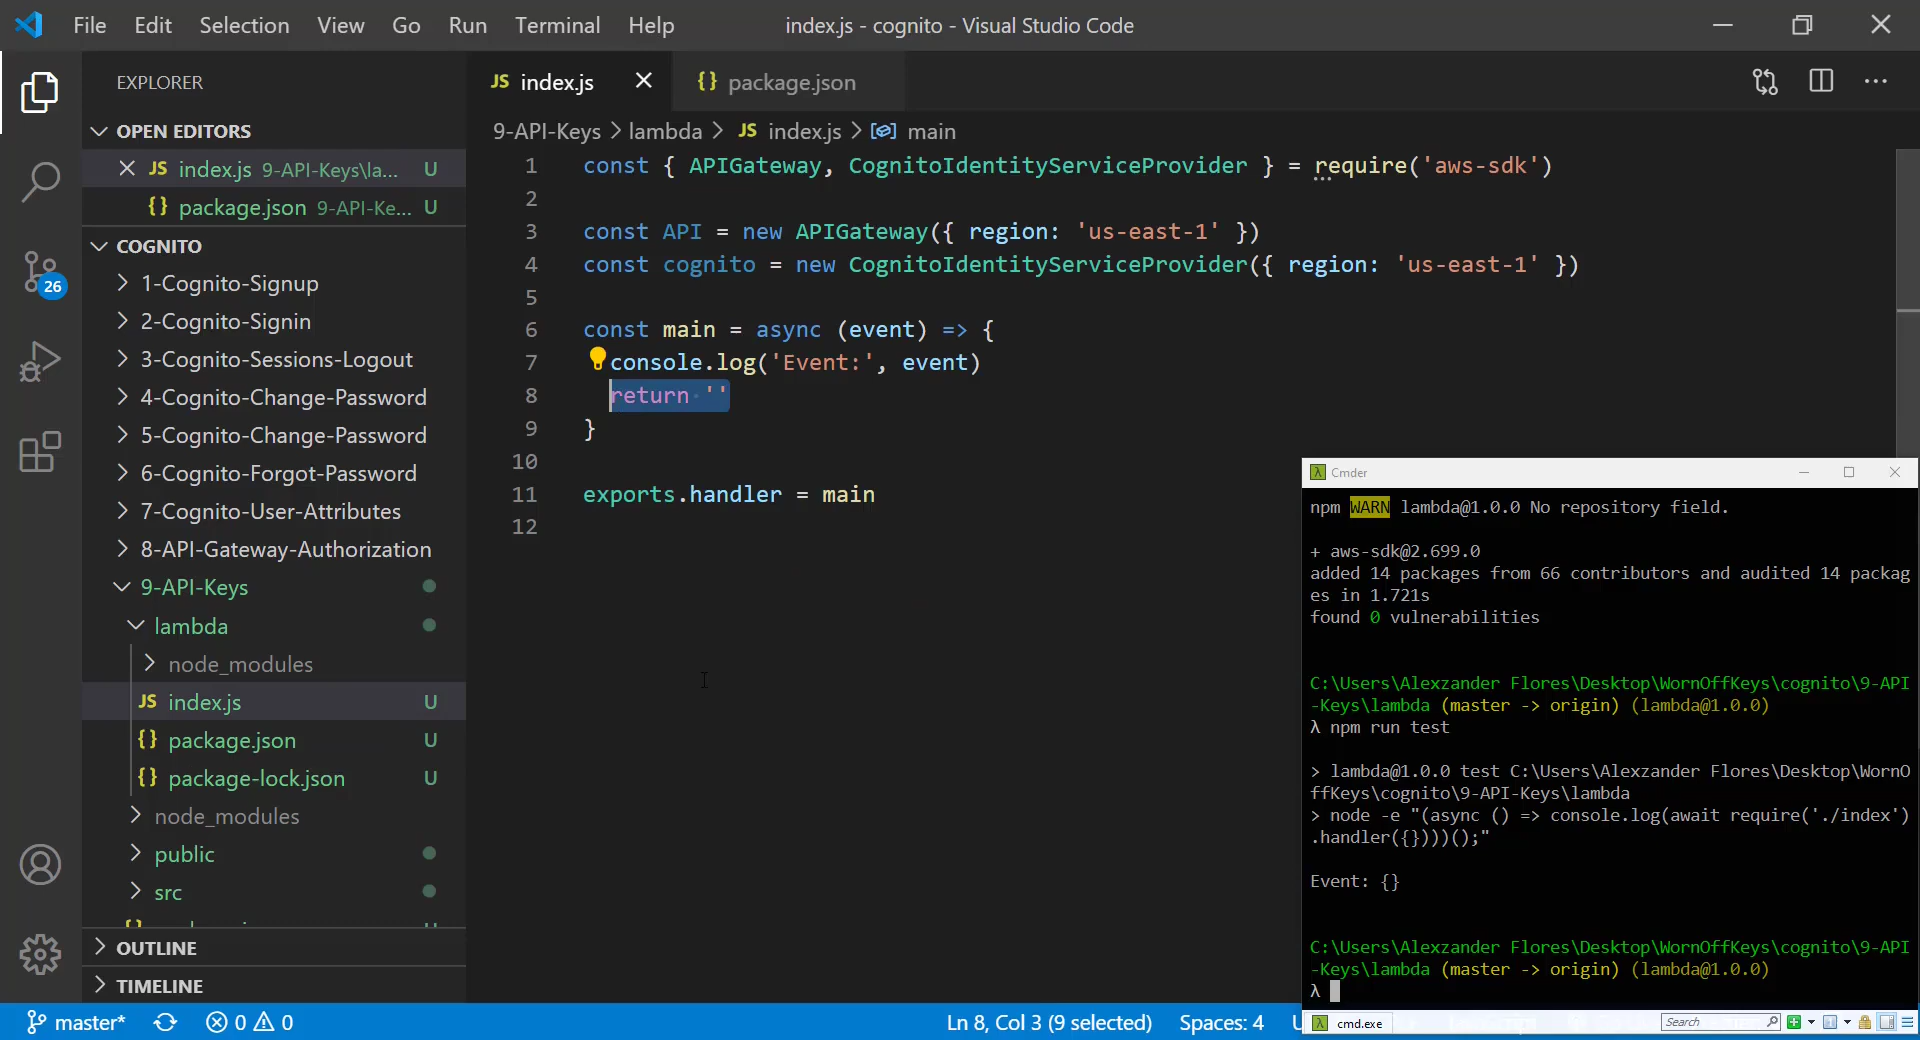 File Edit Selection View Go Run Terminal Help
index.js - cognito - Visual Studio Code
EXPLORER
OPEN EDITORS
JS index.js 9-API-Keys\la... U
{} package.json 9-API-Ke... U
COGNITO
1-Cognito-Signup
2-Cognito-Signin
3-Cognito-Sessions-Logout
4-Cognito-Change-Password
5-Cognito-Change-Password
6-Cognito-Forgot-Password
7-Cognito-User-Attributes
8-API-Gateway-Authorization
9-API-Keys
lambda
node_modules
JS index.js U
{} package.json U
{} package-lock.json U
node_modules
public
src
OUTLINE
TIMELINE
26
JS index.js
{} package.json
9-API-Keys > lambda > JS index.js > main
1 const { APIGateway, CognitoIdentityServiceProvider } = require('aws-sdk')
2
3 const API = new APIGateway({ region: 'us-east-1' })
4 const cognito = new CognitoIdentityServiceProvider({ region: 'us-east-1' })
5
6 const main = async (event) => {
7 console.log('Event:', event)
8 return ''
9 }
10
11 exports.handler = main
12
Cmder
npm WARN lambda@1.0.0 No repository field.
+ aws-sdk@2.699.0
added 14 packages from 66 contributors and audited 14 packag
es in 1.721s
found 0 vulnerabilities
C:\Users\Alexzander Flores\Desktop\WornOffKeys\cognito\9-API
-Keys\lambda (master -> origin) (lambda@1.0.0)
λ npm run test
> lambda@1.0.0 test C:\Users\Alexzander Flores\Desktop\WornO
ffKeys\cognito\9-API-Keys\lambda
> node -e "(async () => console.log(await require('./index')
.handler({})))();"
Event: {}
C:\Users\Alexzander Flores\Desktop\WornOffKeys\cognito\9-API
-Keys\lambda (master -> origin) (lambda@1.0.0)
λ
cmd.exe
Search
master* 0 0
Ln 8, Col 3 (9 selected) Spaces: 4